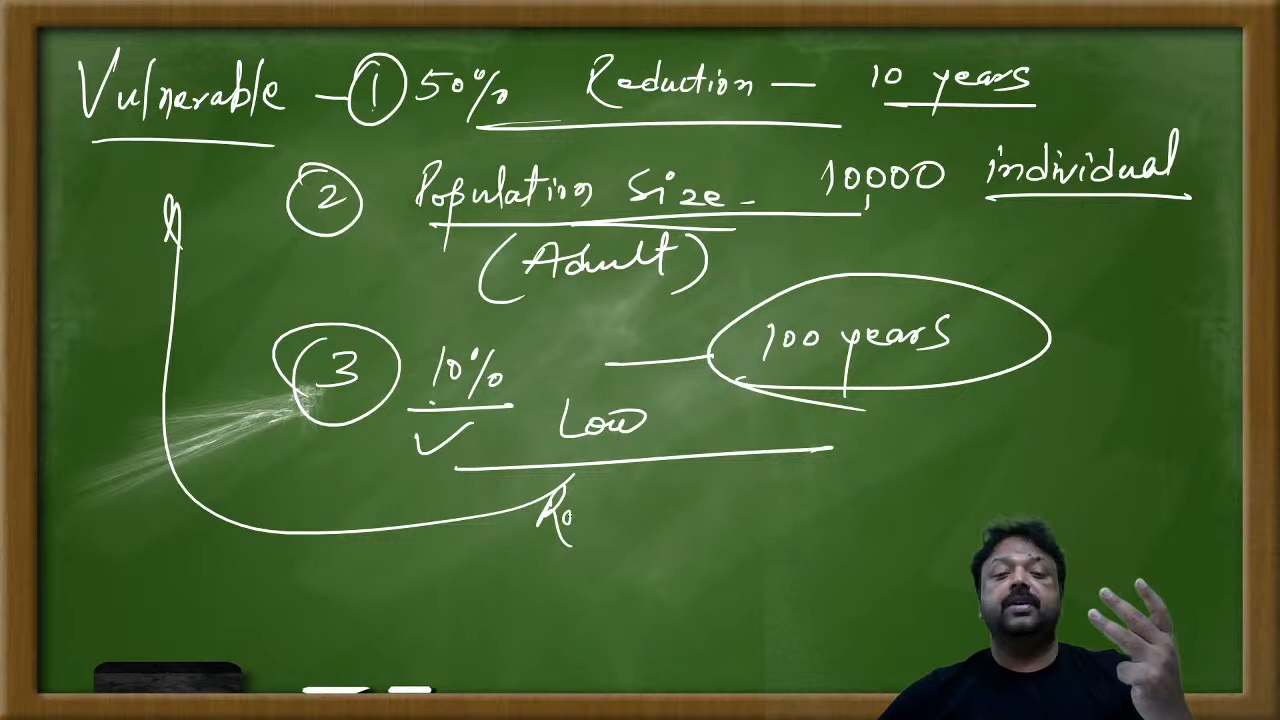 Vulnerable - ① 50% Reduction - 10 years
② Population Size - 10,000 individual
(Adult)
③ 10% - 100 years
Low